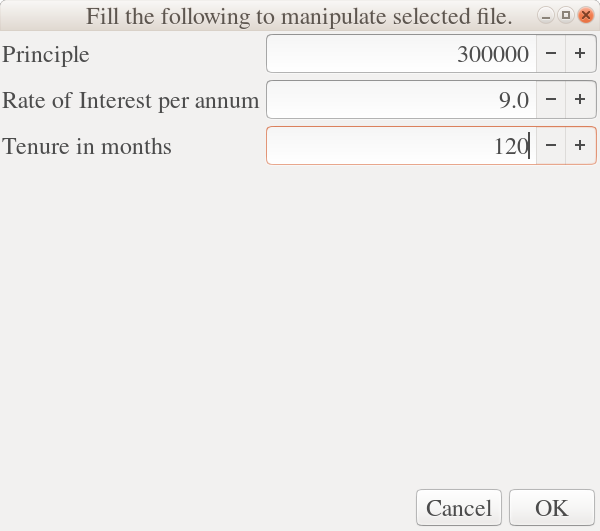 Fill the following to manipulate selected file.
Principle 300000 − +
Rate of Interest per annum 9.0 − +
Tenure in months 120 − +
Cancel OK